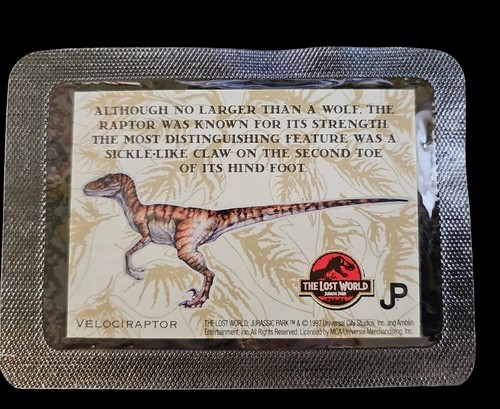 ALTHOUGH NO LARGER THAN A WOLF, THE
RAPTOR WAS KNOWN FOR ITS STRENGTH.
THE MOST DISTINGUISHING FEATURE WAS A
SICKLE-LIKE CLAW ON THE SECOND TOE
OF ITS HIND FOOT.
THE LOST WORLD
JURASSIC PARK
JP
VELOCIRAPTOR
THE LOST WORLD: JURASSIC PARK ™ & © 1997 Universal City Studios, Inc. and Amblin
Entertainment, Inc. All Rights Reserved. Licensed by MCA/Universal Merchandising, Inc.